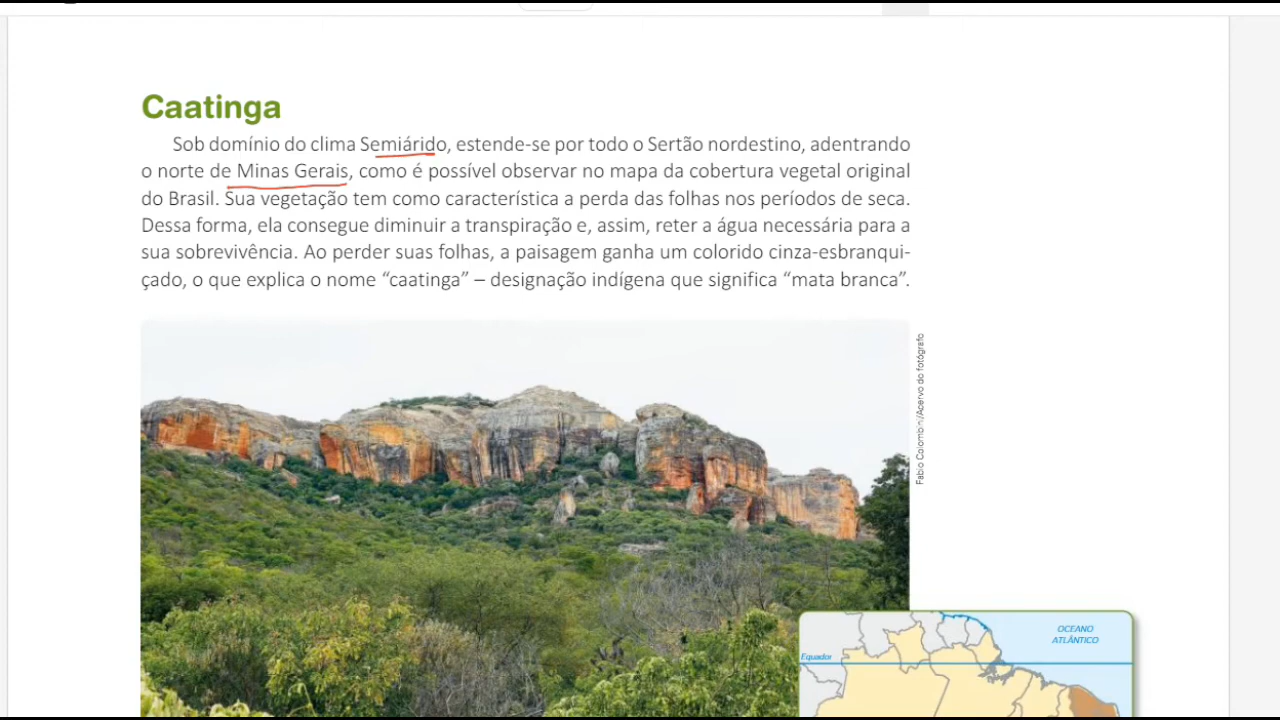 Caatinga
Sob domínio do clima Semiárido, estende-se por todo o Sertão nordestino, adentrando
o norte de Minas Gerais, como é possível observar no mapa da cobertura vegetal original
do Brasil. Sua vegetação tem como característica a perda das folhas nos períodos de seca.
Dessa forma, ela consegue diminuir a transpiração e, assim, reter a água necessária para a
sua sobrevivência. Ao perder suas folhas, a paisagem ganha um colorido cinza-esbranqui-
çado, o que explica o nome “caatinga” – designação indígena que significa “mata branca”.
Fabio Colombini/Acervo do fotógrafo
OCEANO
ATLÂNTICO
Equador